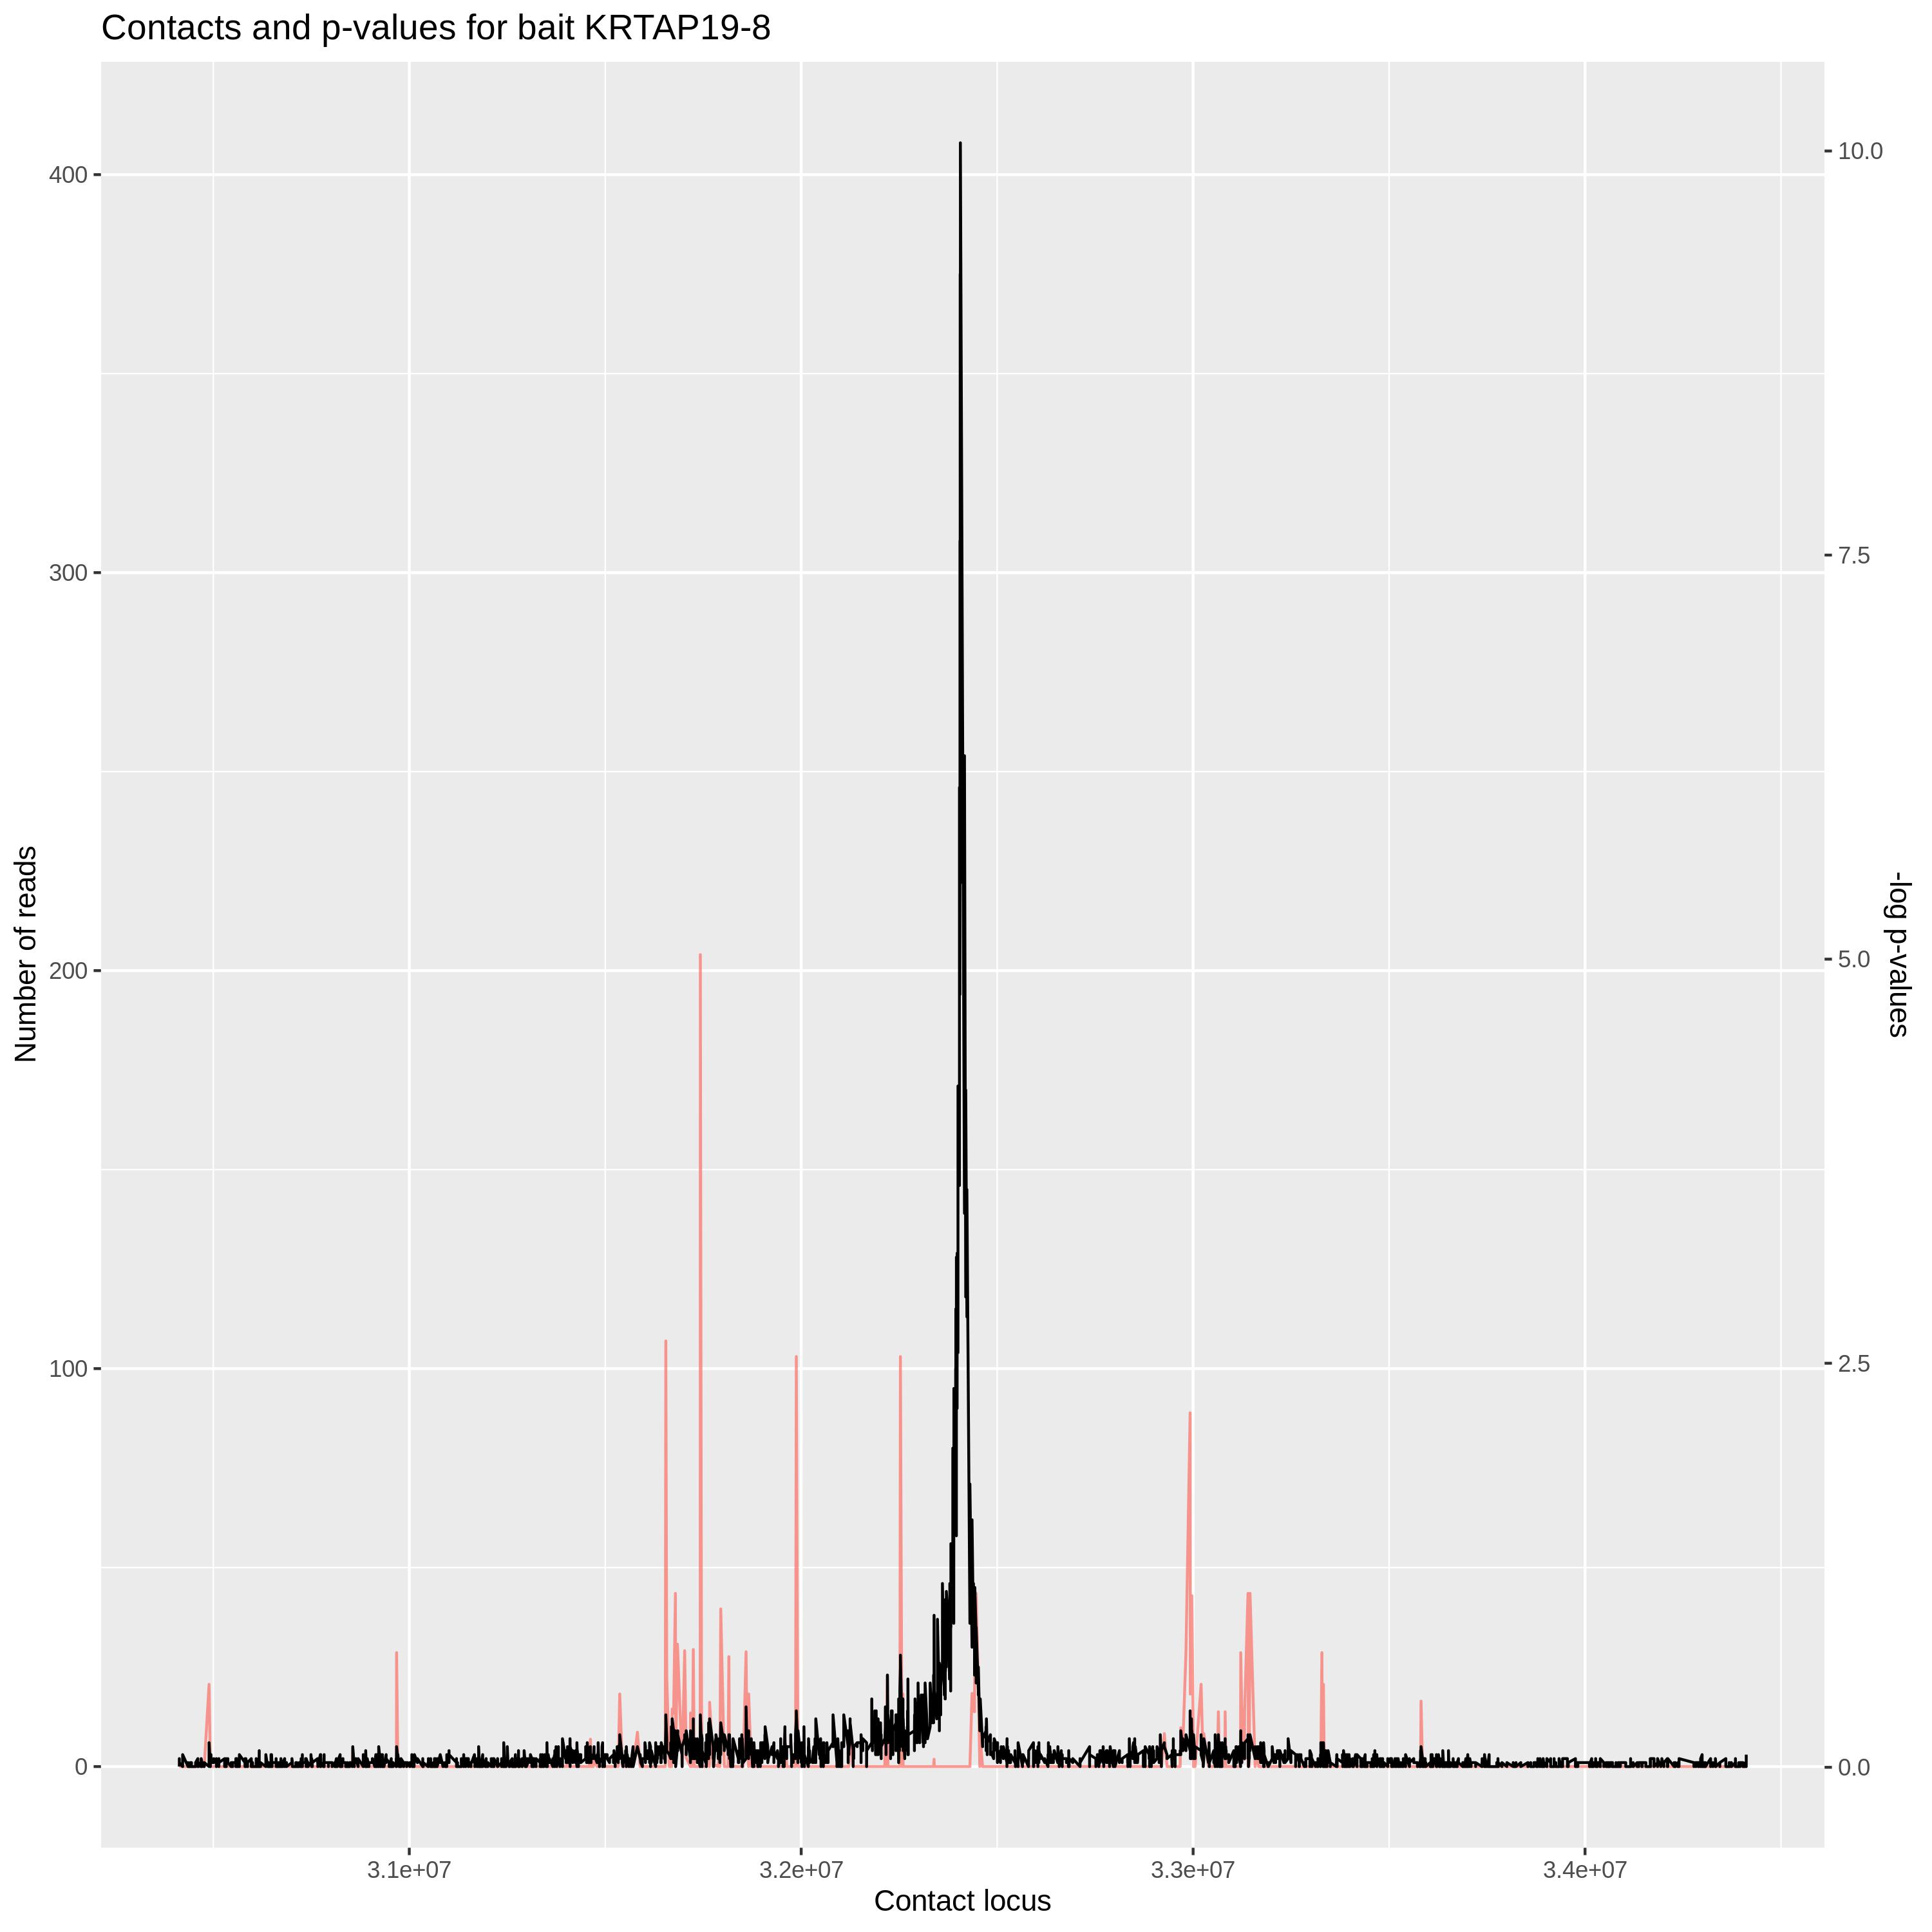 Contacts and p-values for bait KRTAP19-8
400
300
200
100
0
Number of reads
10.0
7.5
5.0
2.5
0.0
-log p-values
3.1e+07
3.2e+07
3.3e+07
3.4e+07
Contact locus